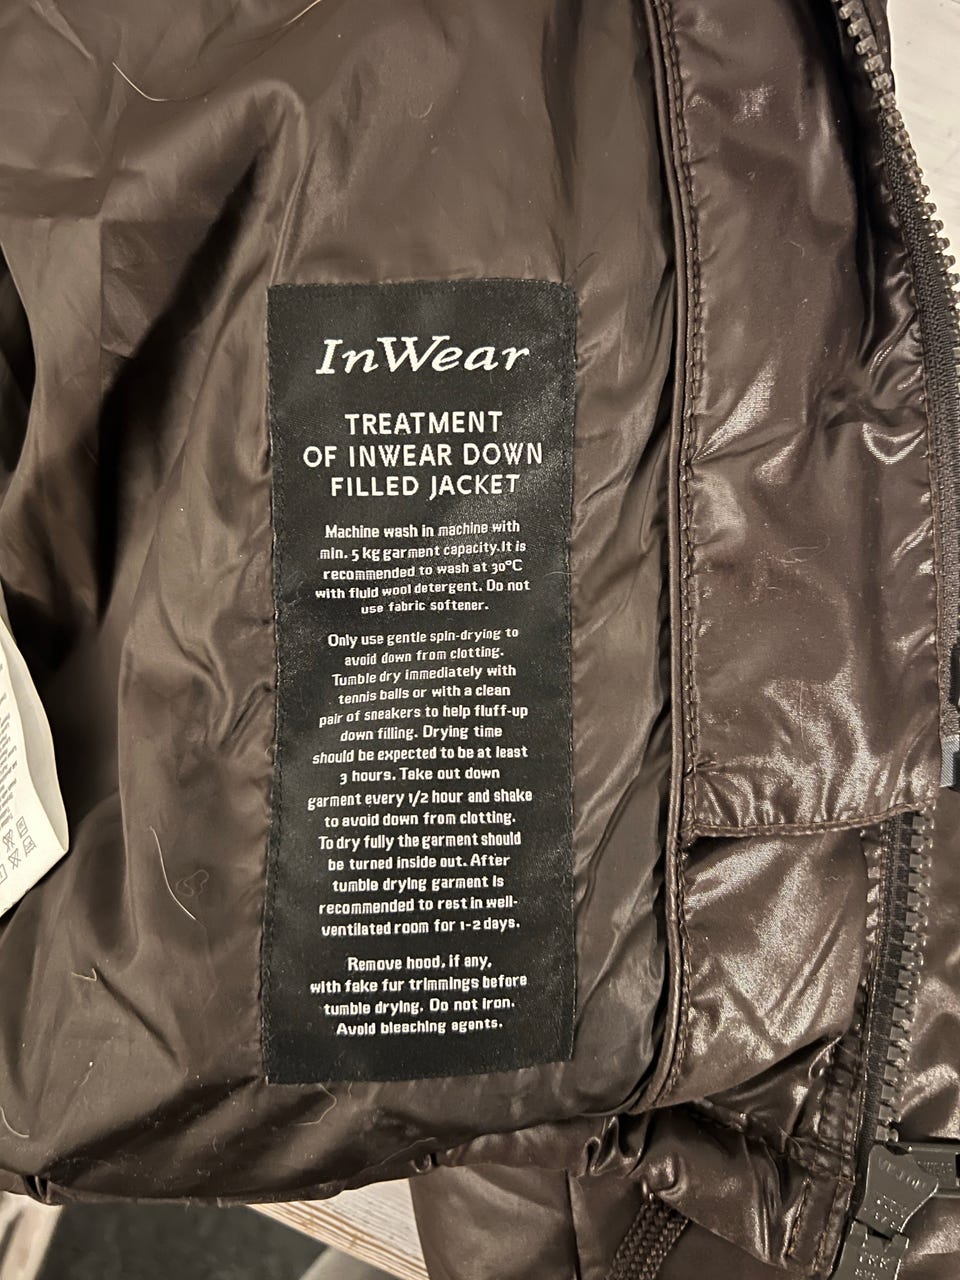 InWear
TREATMENT
OF INWEAR DOWN
FILLED JACKET
Machine wash in machine with
min. 5 kg garment capacity.It is
recommended to wash at 30°C
with fluid wool detergent. Do not
use fabric softener.
Only use gentle spin-drying to
avoid down from clotting.
Tumble dry immediately with
tennis balls or with a clean
pair of sneakers to help fluff-up
down filling. Drying time
should be expected to be at least
3 hours. Take out down
garment every 1/2 hour and shake
to avoid down from clotting.
To dry fully the garment should
be turned inside out. After
tumble drying garment is
recommended to rest in well-
ventilated room for 1-2 days.
Remove hood, if any,
with fake fur trimmings before
tumble drying. Do not iron.
Avoid bleaching agents.